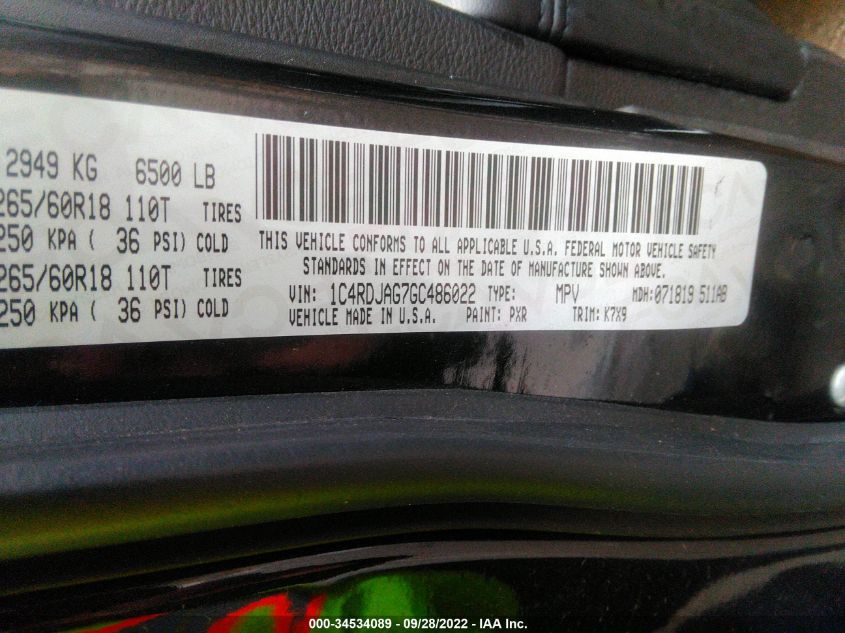 2949 KG 6500 LB
265/60R18 110T TIRES
250 KPA ( 36 PSI) COLD
265/60R18 110T TIRES
250 KPA ( 36 PSI) COLD
THIS VEHICLE CONFORMS TO ALL APPLICABLE U.S.A. FEDERAL MOTOR VEHICLE SAFETY
STANDARDS IN EFFECT ON THE DATE OF MANUFACTURE SHOWN ABOVE.
VIN: 1C4RDJAG7GC486022 TYPE: MPV MDH:071819 511AB
VEHICLE MADE IN U.S.A. PAINT: PXR TRIM: K7X9
000-34534089 - 09/28/2022 - IAA Inc.